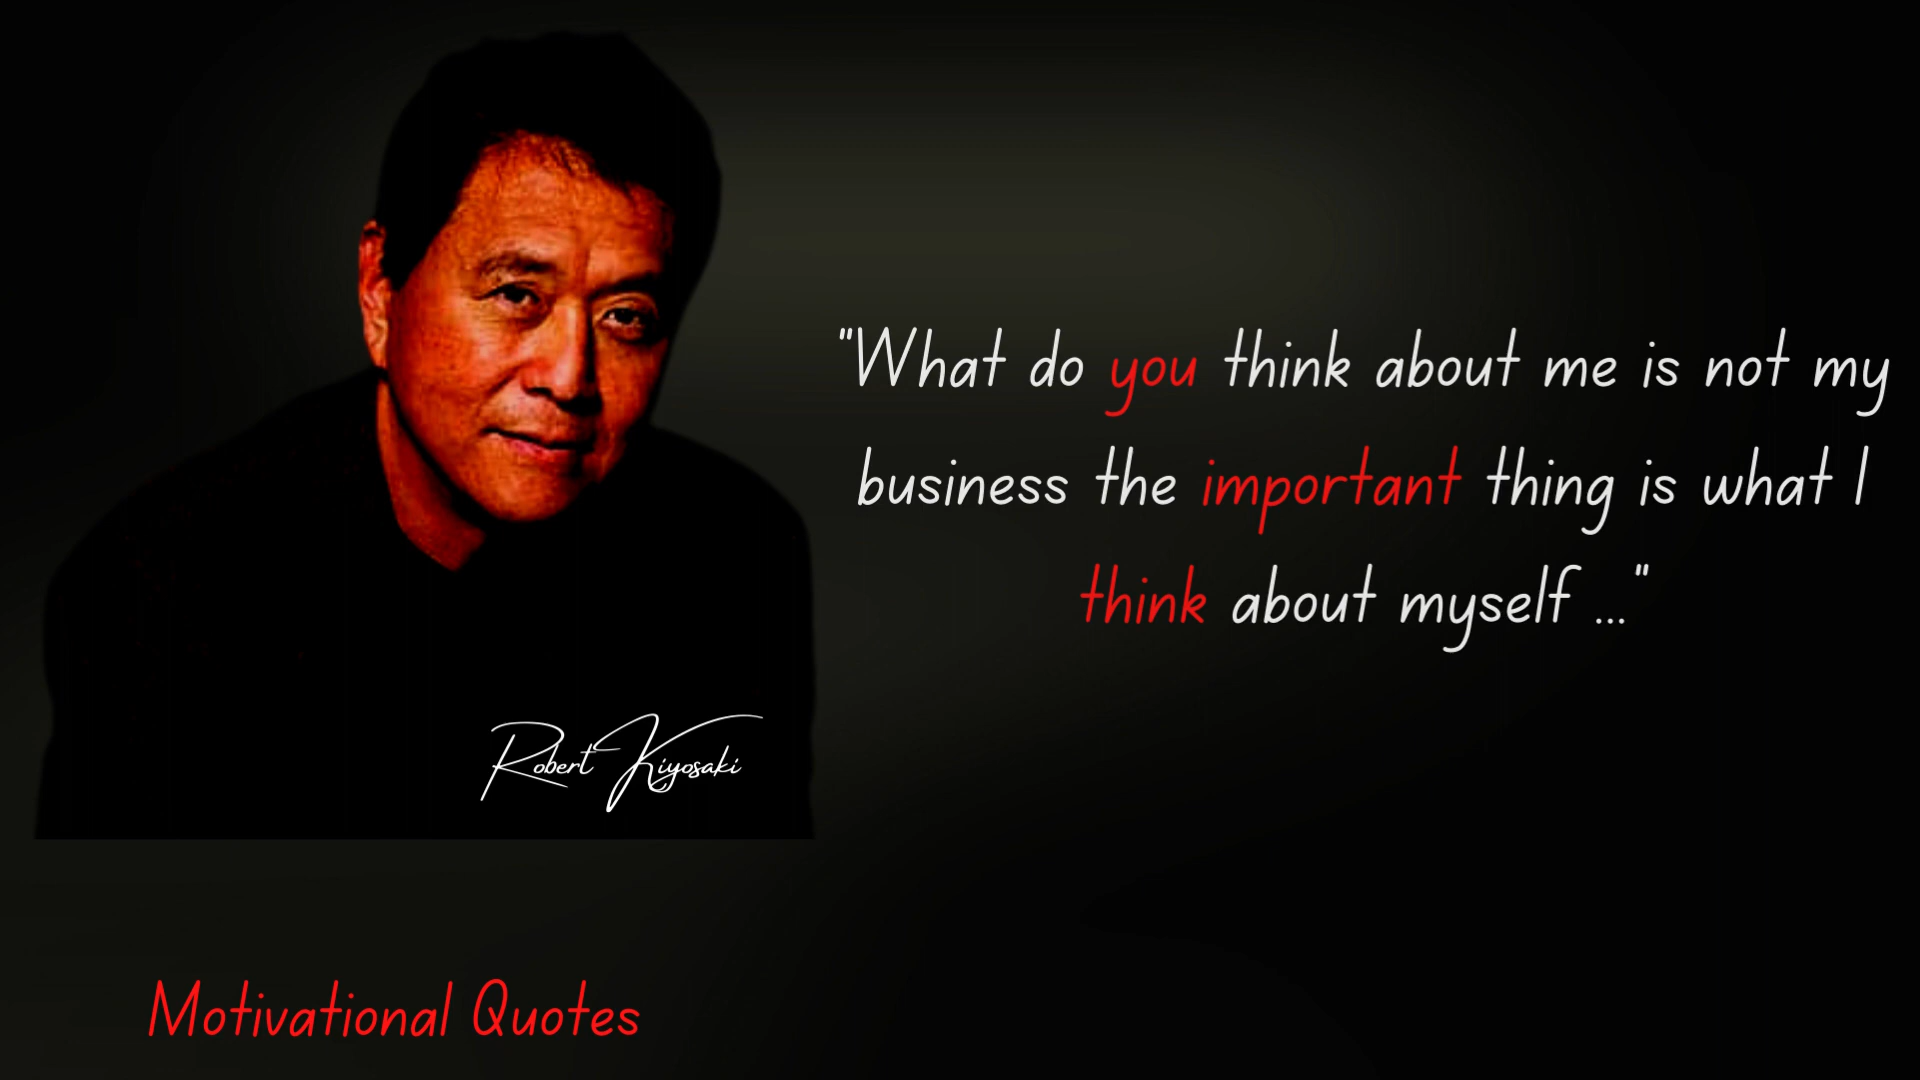 "What do you think about me is not my
business the important thing is what I
think about myself ..."
Robert Kiyosaki
Motivational Quotes